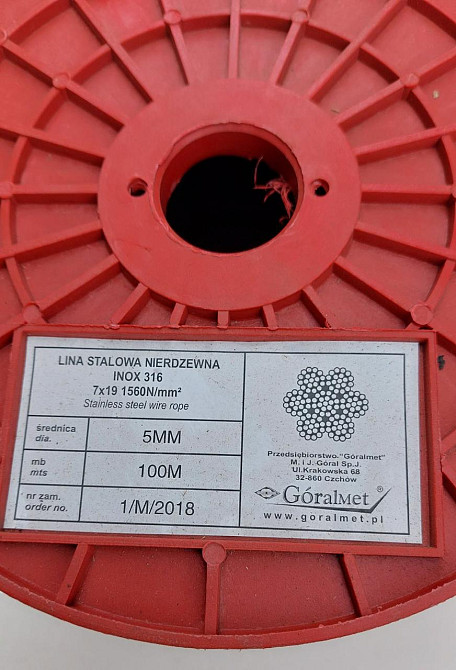 LINA STALOWA NIERDZEWNA
INOX 316
7x19 1560N/mm²
Stainless steel wire rope
średnica
dia.
5MM
mb
mts
100M
nr zam.
order no.
1/M/2018
Przedsiębiorstwo-"Góralmet"
M. i J. Góral Sp.J.
Ul.Krakowska 68
32-860 Czchów
GóralMet®
www.goralmet.pl